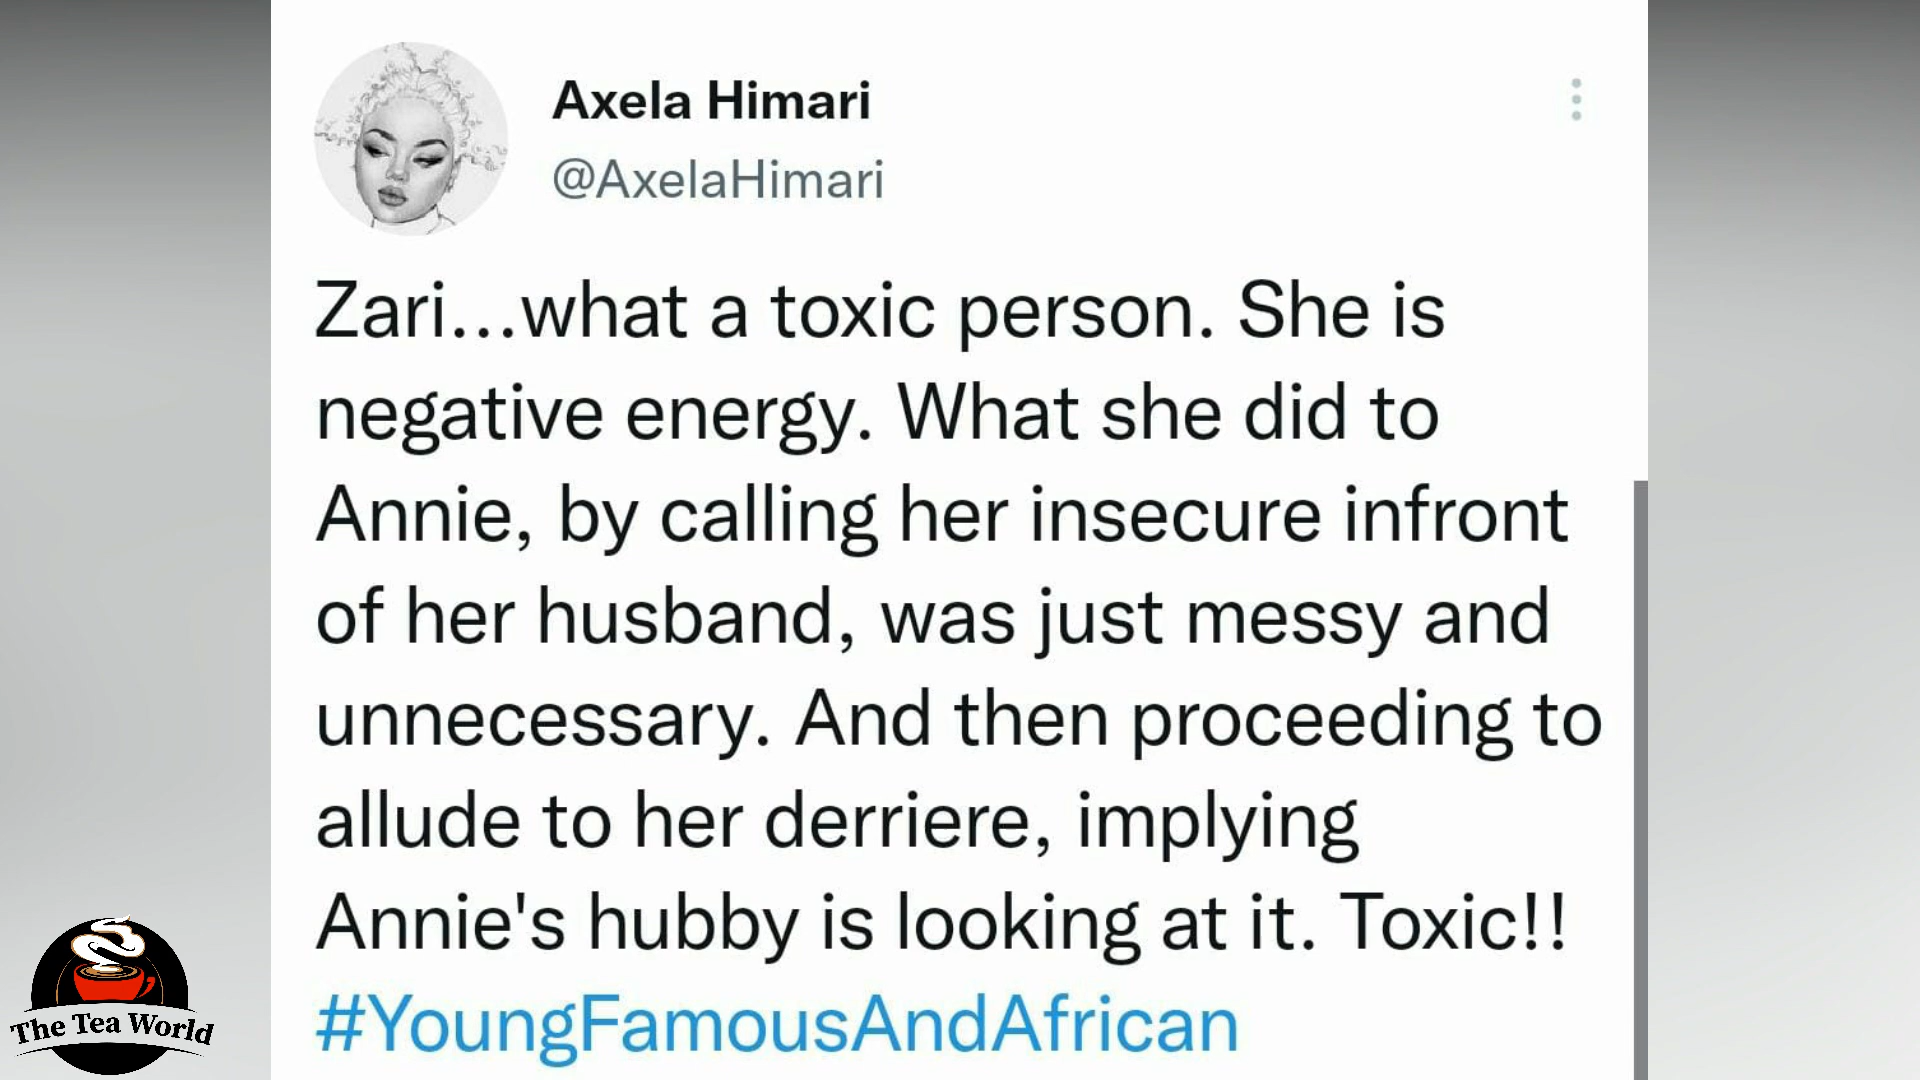 Axela Himari
@AxelaHimari
Zari...what a toxic person. She is
negative energy. What she did to
Annie, by calling her insecure infront
of her husband, was just messy and
unnecessary. And then proceeding to
allude to her derriere, implying
Annie's hubby is looking at it. Toxic!!
#YoungFamousAndAfrican
The Tea World